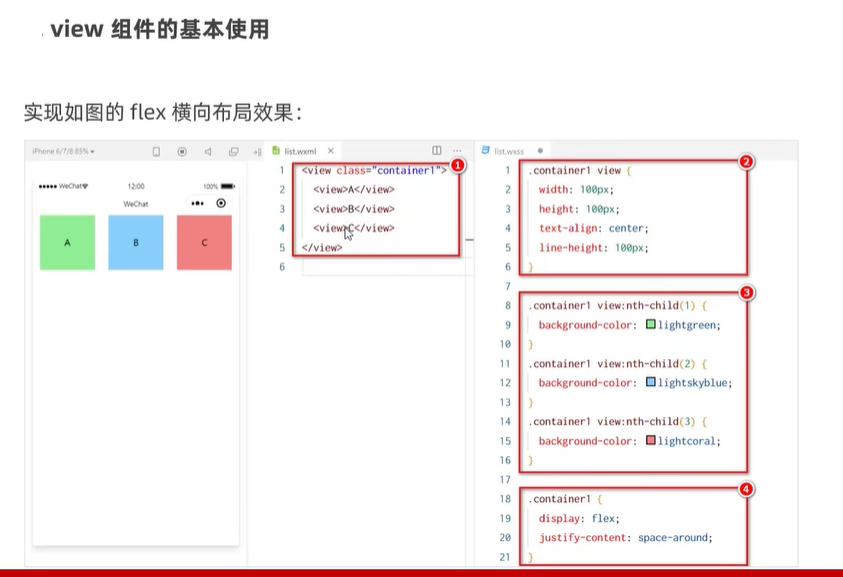 view 组件的基本使用
实现如图的 flex 横向布局效果：
iPhone 6/7/8 85%
list.wxml
list.wxss
WeChat
12:00
100%
WeChat
A
B
C
1
1 <view class="container1">
2 <view>A</view>
3 <view>B</view>
4 <view>C</view>
5 </view>
6
2
1 .container1 view {
2 width: 100px;
3 height: 100px;
4 text-align: center;
5 line-height: 100px;
6 }
7
3
8 .container1 view:nth-child(1) {
9 background-color: lightgreen;
10 }
11 .container1 view:nth-child(2) {
12 background-color: lightskyblue;
13 }
14 .container1 view:nth-child(3) {
15 background-color: lightcoral;
16 }
17
4
18 .container1 {
19 display: flex;
20 justify-content: space-around;
21 }